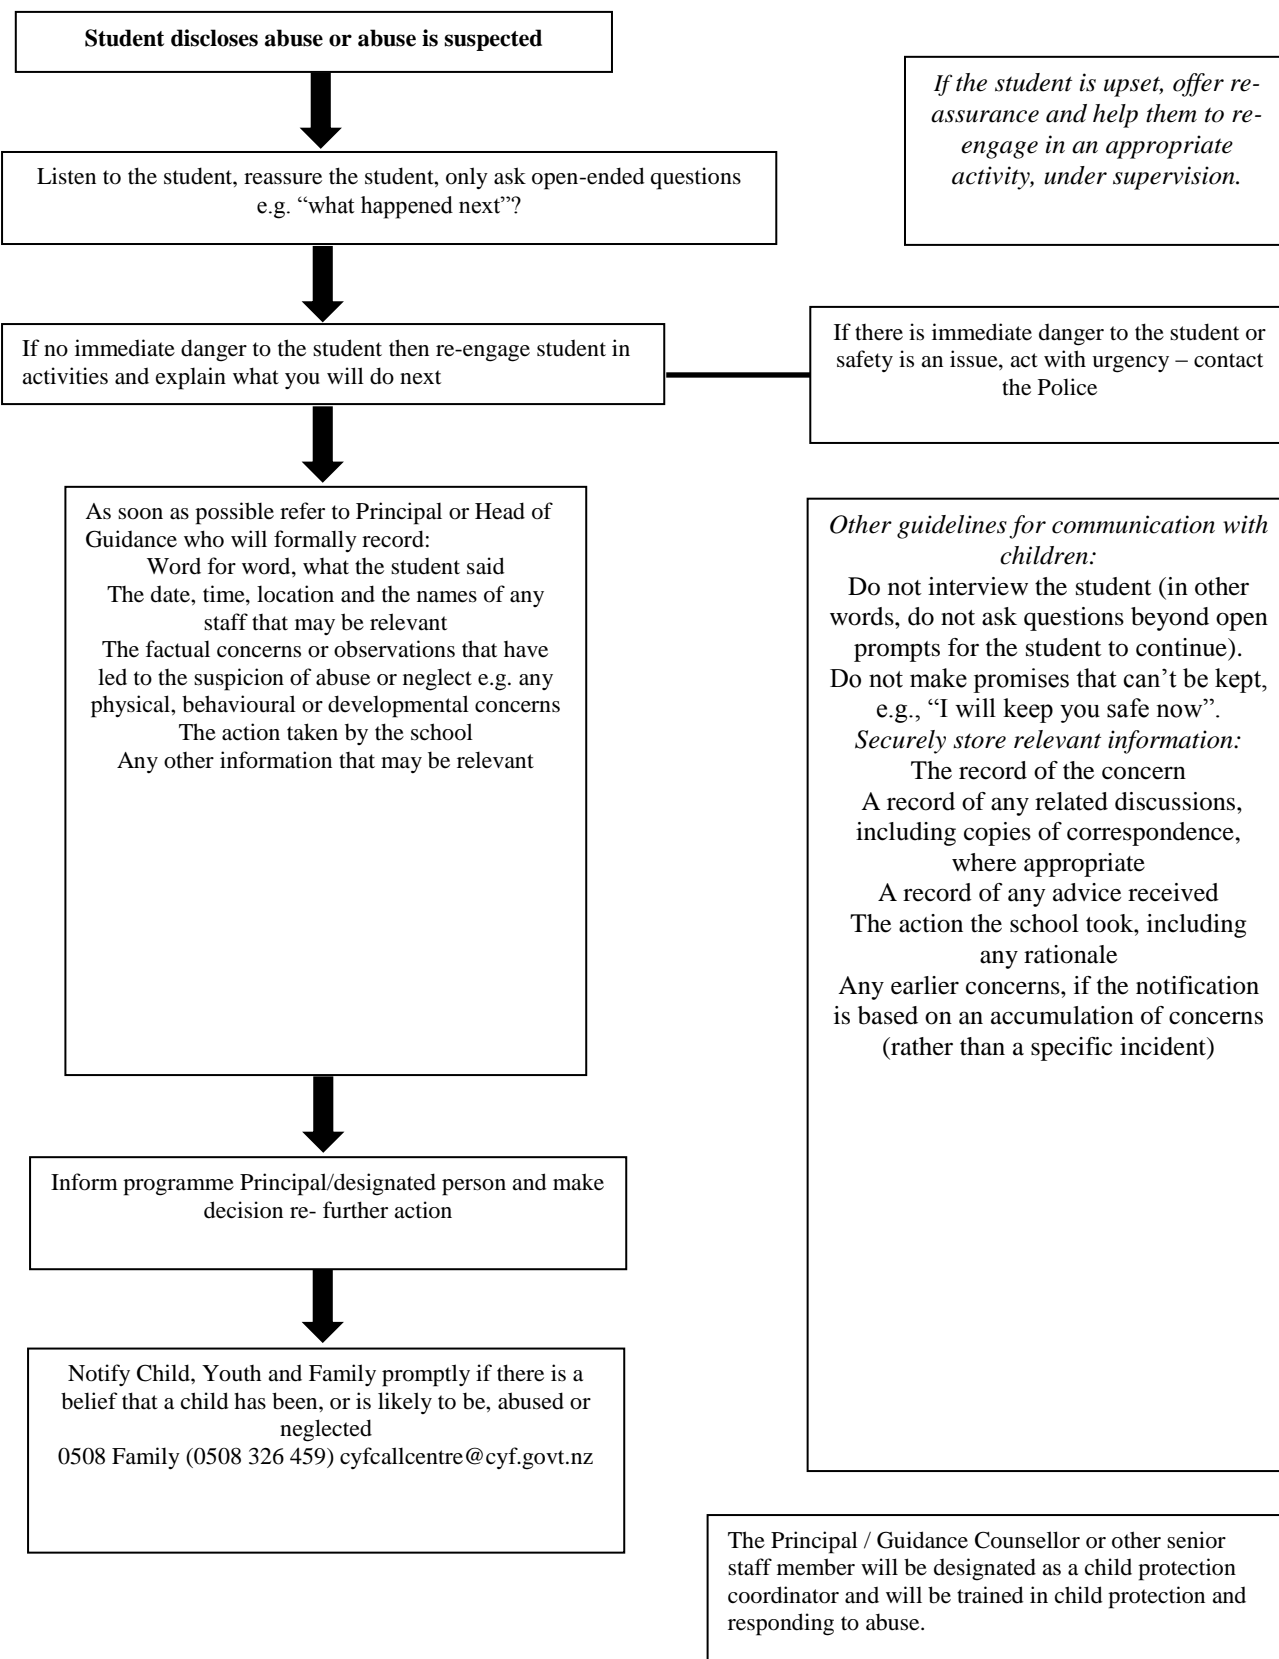 Student discloses abuse or abuse is suspected
If the student is upset, offer re-
assurance and help them to re-
engage in an appropriate
activity, under supervision.
Listen to the student, reassure the student, only ask open-ended questions
e.g. “what happened next”?
If no immediate danger to the student then re-engage student in
activities and explain what you will do next
If there is immediate danger to the student or
safety is an issue, act with urgency – contact
the Police
As soon as possible refer to Principal or Head of
Guidance who will formally record:
Word for word, what the student said
The date, time, location and the names of any
staff that may be relevant
The factual concerns or observations that have
led to the suspicion of abuse or neglect e.g. any
physical, behavioural or developmental concerns
The action taken by the school
Any other information that may be relevant
Other guidelines for communication with
children:
Do not interview the student (in other
words, do not ask questions beyond open
prompts for the student to continue).
Do not make promises that can’t be kept,
e.g., “I will keep you safe now”.
Securely store relevant information:
The record of the concern
A record of any related discussions,
including copies of correspondence,
where appropriate
A record of any advice received
The action the school took, including
any rationale
Any earlier concerns, if the notification
is based on an accumulation of concerns
(rather than a specific incident)
Inform programme Principal/designated person and make
decision re- further action
Notify Child, Youth and Family promptly if there is a
belief that a child has been, or is likely to be, abused or
neglected
0508 Family (0508 326 459) cyfcallcentre@cyf.govt.nz
The Principal / Guidance Counsellor or other senior
staff member will be designated as a child protection
coordinator and will be trained in child protection and
responding to abuse.